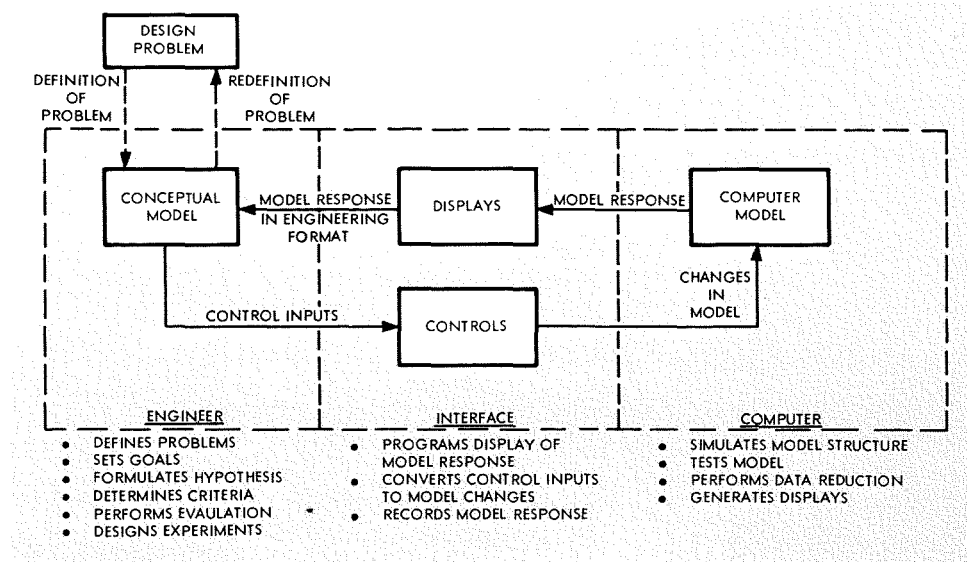 DESIGN
PROBLEM
DEFINITION
OF
PROBLEM
REDEFINITION
OF
PROBLEM
CONCEPTUAL
MODEL
MODEL RESPONSE
IN ENGINEERING
FORMAT
DISPLAYS
MODEL RESPONSE
COMPUTER
MODEL
CONTROL INPUTS
CONTROLS
CHANGES
IN
MODEL
ENGINEER
• DEFINES PROBLEMS
• SETS GOALS
• FORMULATES HYPOTHESIS
• DETERMINES CRITERIA
• PERFORMS EVAULATION
• DESIGNS EXPERIMENTS
INTERFACE
• PROGRAMS DISPLAY OF
MODEL RESPONSE
• CONVERTS CONTROL INPUTS
TO MODEL CHANGES
• RECORDS MODEL RESPONSE
COMPUTER
• SIMULATES MODEL STRUCTURE
• TESTS MODEL
• PERFORMS DATA REDUCTION
• GENERATES DISPLAYS